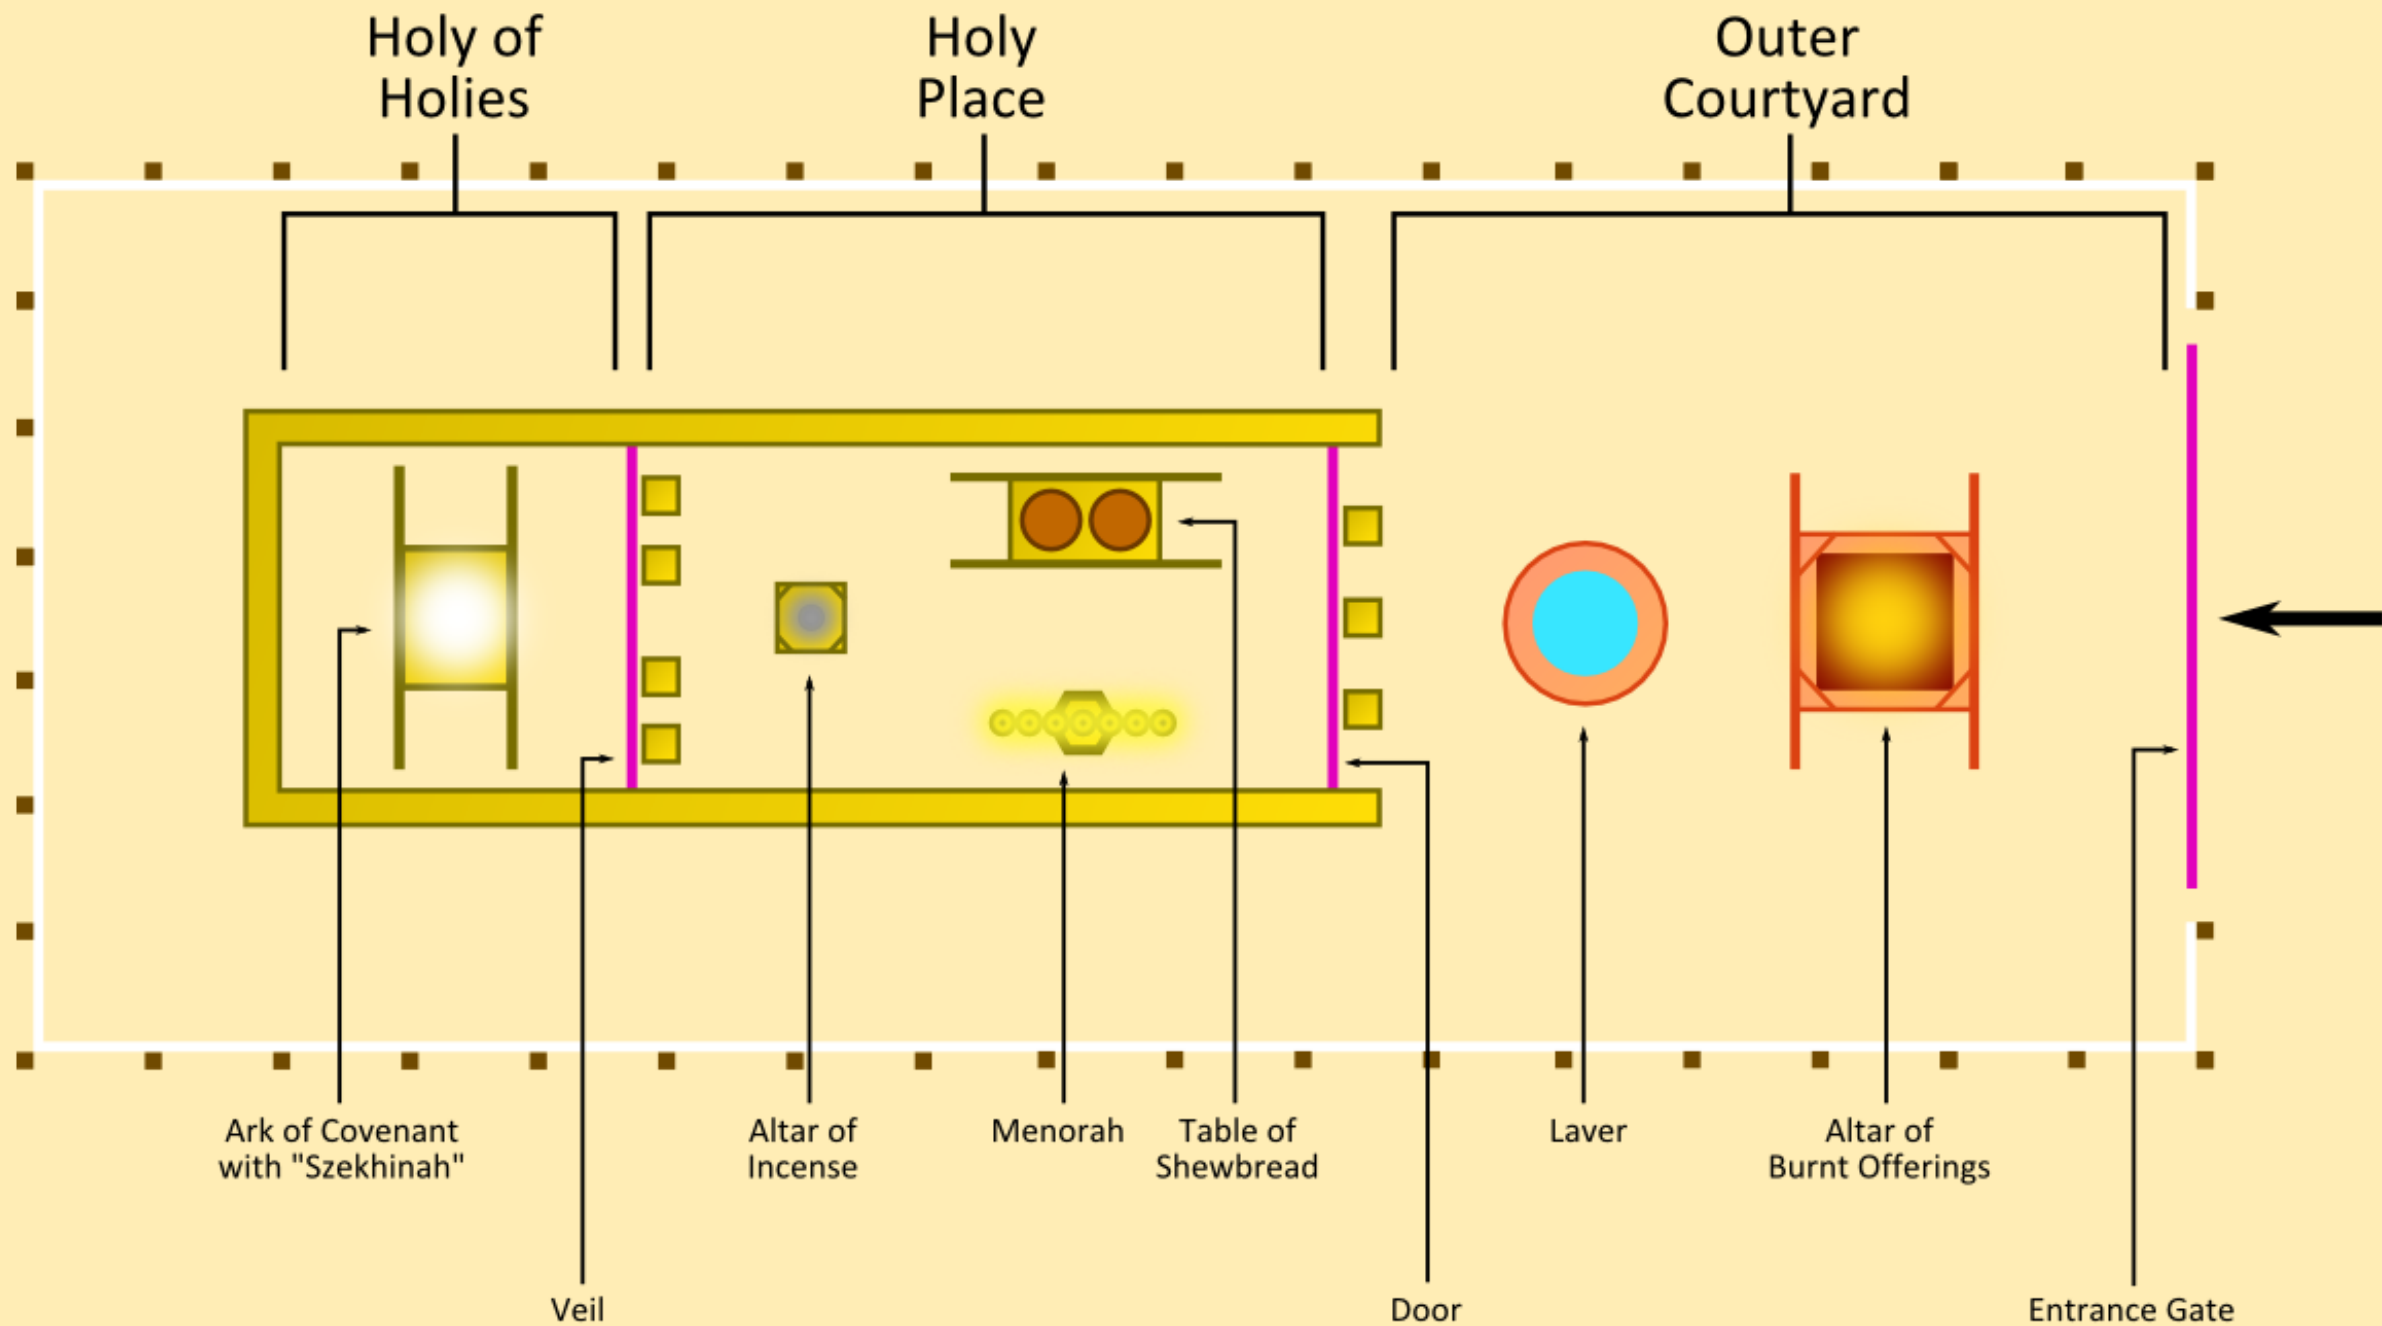 Holy of
Holies
Holy
Place
Outer
Courtyard
Ark of Covenant
with "Szekhinah"
Altar of
Incense
Menorah
Table of
Shewbread
Laver
Altar of
Burnt Offerings
Veil
Door
Entrance Gate